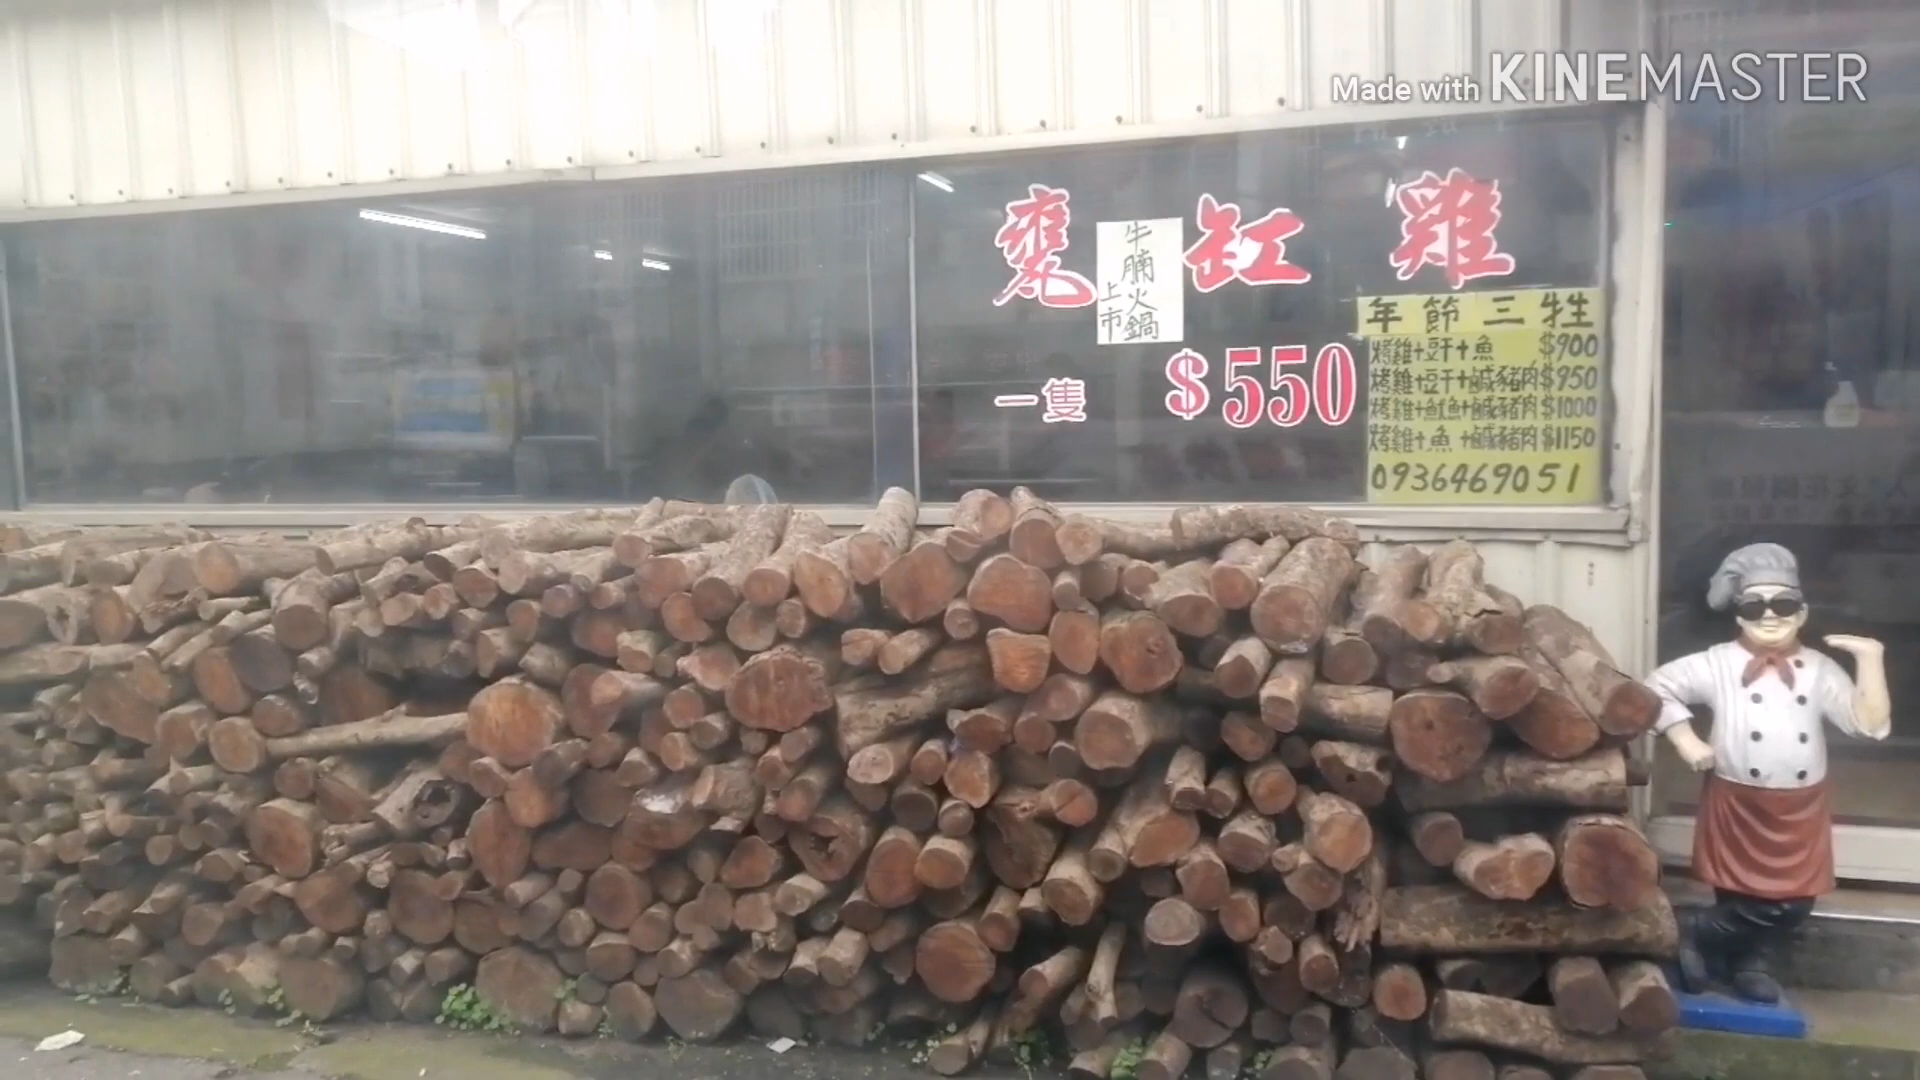 Made with KINEMASTER
甕缸雞
牛腩火鍋
上市
一隻 $550
年節三牲
烤雞+豆干+魚 $900
烤雞+豆干+鹹豬肉$950
烤雞+魷魚+鹹豬肉$1000
烤雞+魚+鹹豬肉$1150
0936469051